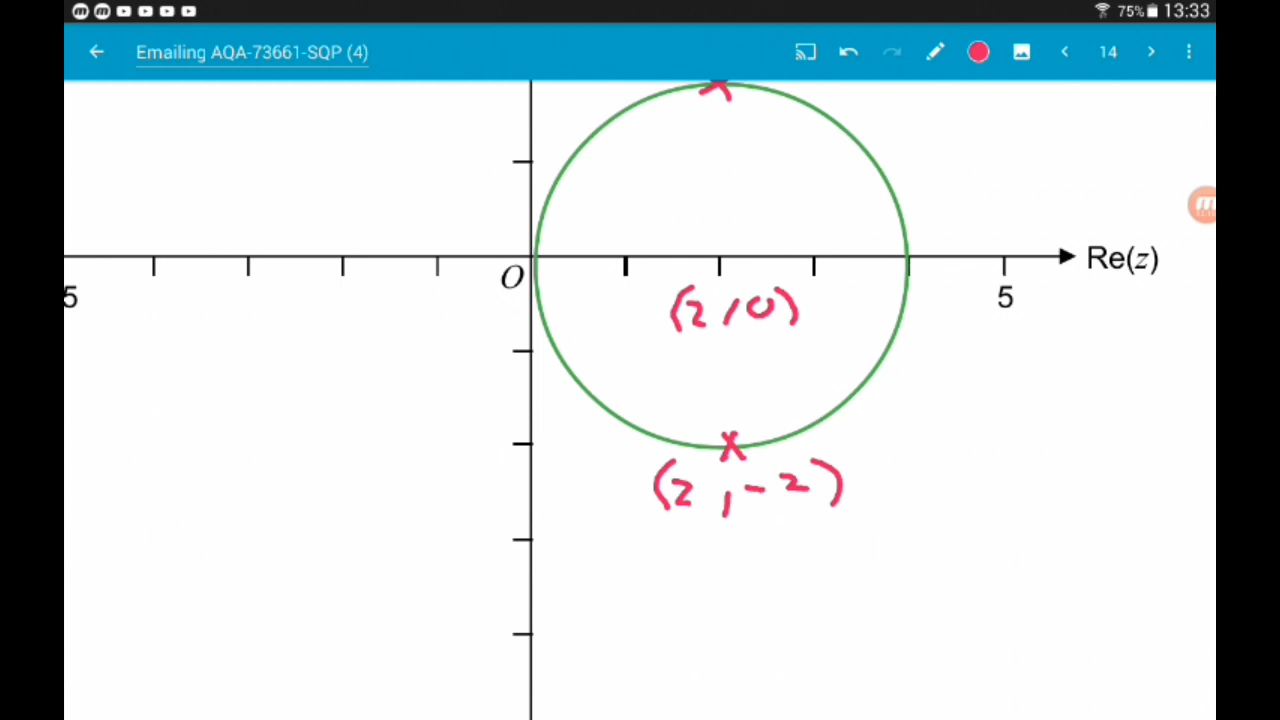 75% 13:33
Emailing AQA-73661-SQP (4)
14
O
Re(z)
5
5
(2,0)
(2,-2)